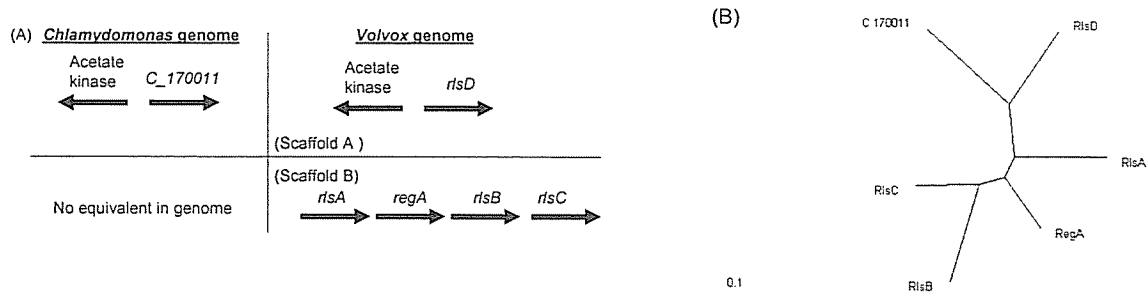 (A) Chlamydomonas genome
Volvox genome
Acetate kinase
C_170011
Acetate kinase
rlsD
(Scaffold A )
(Scaffold B)
No equivalent in genome
rlsA
regA
rlsB
rlsC
(B)
C 170011
RlsD
RlsA
RlsC
RegA
RlsB
0.1